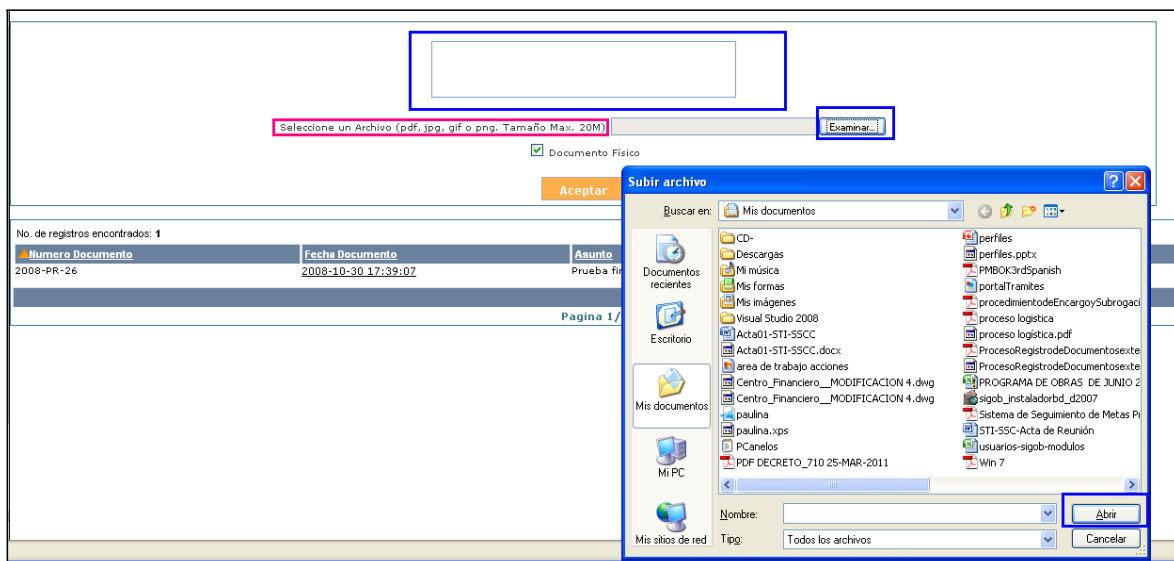 Seleccione un Archivo (pdf, jpg, gif o png. Tamaño Max. 20M)
Examinar...
Documento Físico
Aceptar
No. de registros encontrados: 1
Numero Documento
Fecha Documento
Asunto
2008-PR-26
2008-10-30 17:39:07
Prueba
Pagina 1/
Subir archivo
Buscar en:
Mis documentos
Documentos
recientes
Escritorio
Mis documentos
Mi PC
Mis sitios de red
CD-
Descargas
Mi música
Mis formas
Mis imágenes
Visual Studio 2008
Acta01-STI-SSCC
Acta01-STI-SSCC.docx
area de trabajo acciones
Centro_Financiero__MODIFICACION 4.dwg
Centro_Financiero__MODIFICACION 4.dwg
paulina
paulina.xps
PCanelos
PDF DECRETO_710 25-MAR-2011
perfiles
perfiles.pptx
PMBOK3rdSpanish
portalTramites
procedimientodeEncargoySubrogaci
proceso logistica
proceso logística.pdf
ProcesoRegistrodeDocumentosexte
ProcesoRegistrodeDocumentosexte
PROGRAMA DE OBRAS DE JUNIO 2
sigob_instaladorbd_d2007
Sistema de Seguimiento de Metas
STI-SSC-Acta de Reunión
usuarios-sigob-modulos
Win 7
Nombre:
Abrir
Tipo:
Todos los archivos
Cancelar